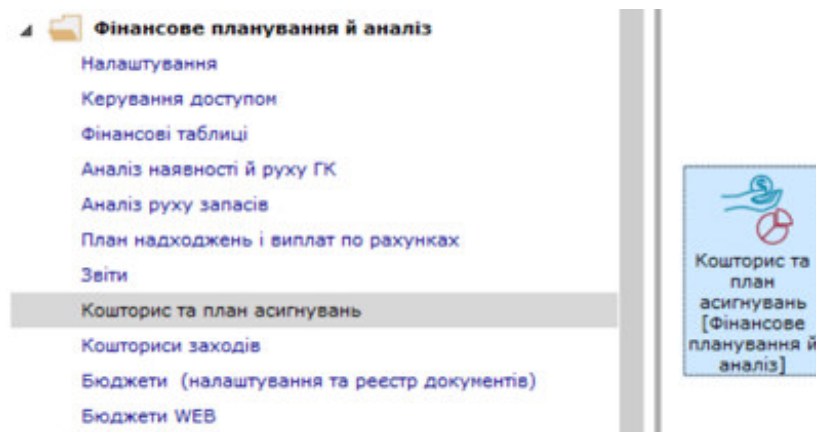 Фінансове планування й аналіз
Налаштування
Керування доступом
Фінансові таблиці
Аналіз наявності й руху ГК
Аналіз руху запасів
План надходжень і виплат по рахунках
Звіти
Кошторис та план асигнувань
Кошториси заходів
Бюджети (налаштування та реєстр документів)
Бюджети WEB
Кошторис та
план
асигнувань
[Фінансове
планування й
аналіз]